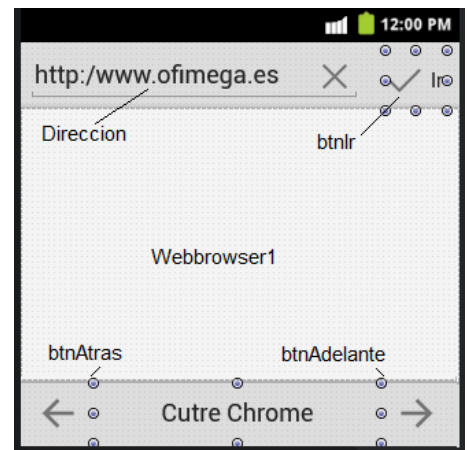 12:00 PM
http:/www.ofimega.es
Ir
Direccion
btnIr
Webbrowser1
btnAtras
btnAdelante
Cutre Chrome